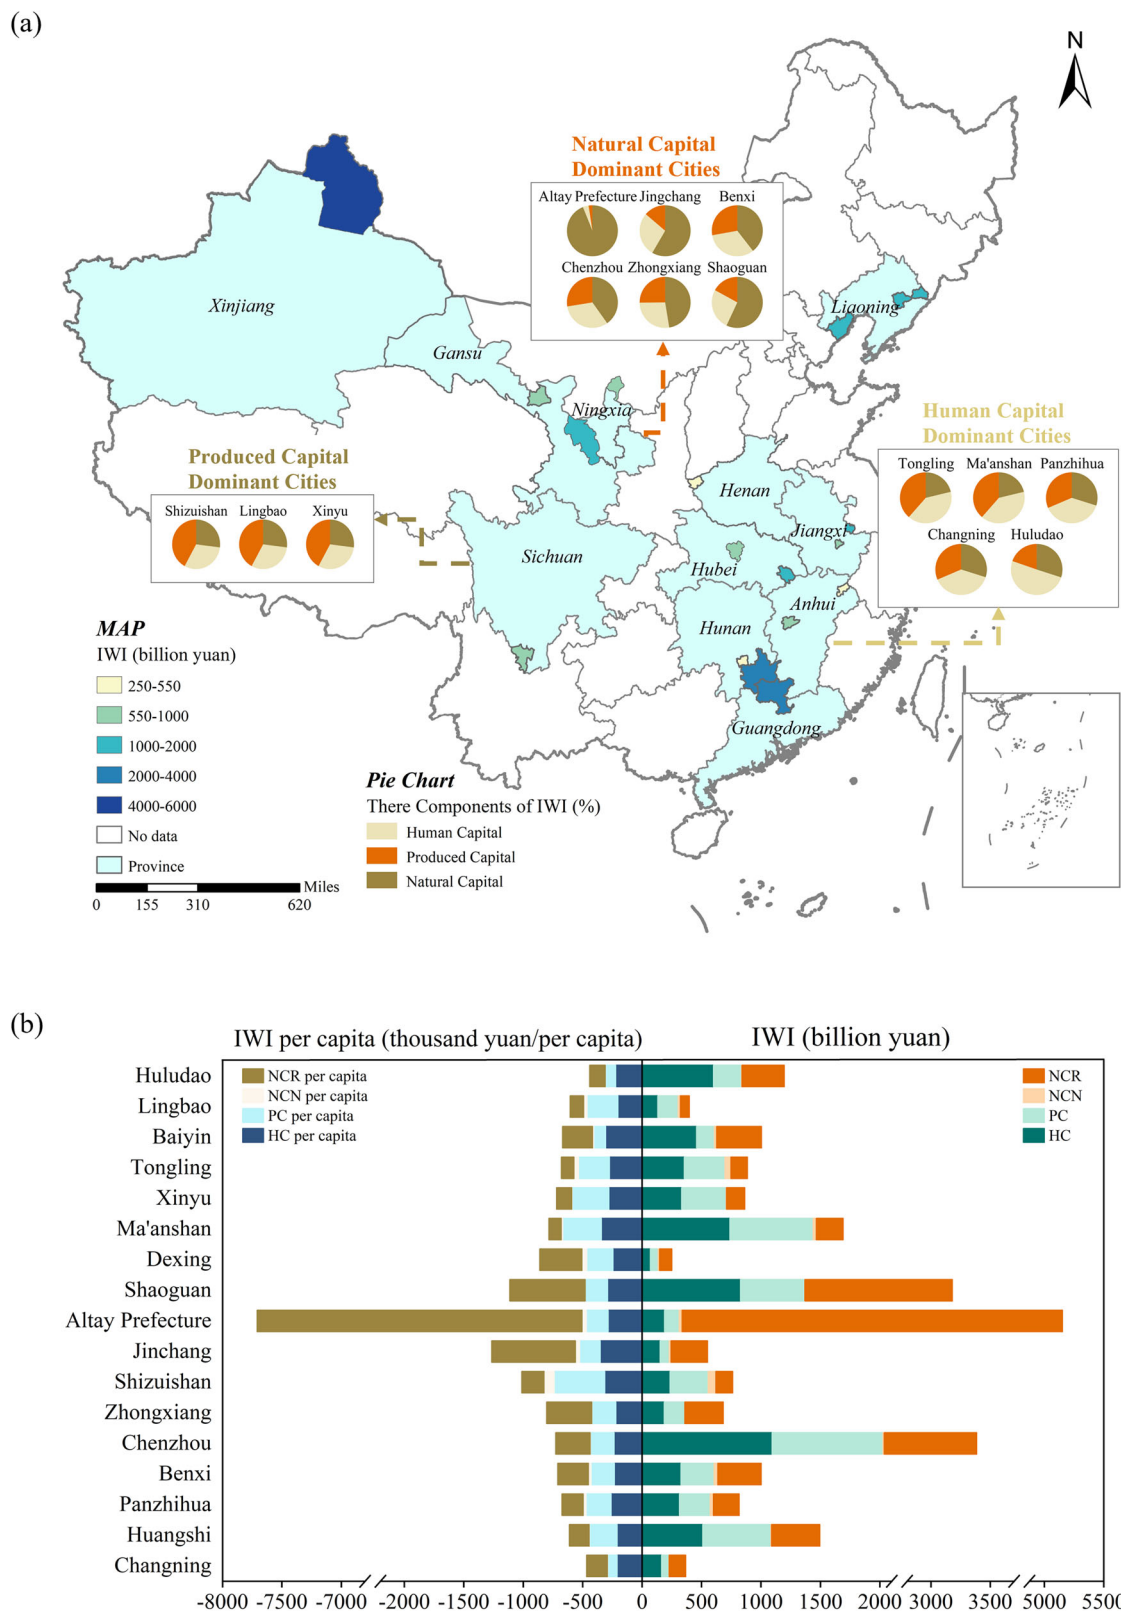 (a)
N
Natural Capital
Dominant Cities
Altay Prefecture Jingchang Benxi
Chenzhou Zhongxiang Shaoguan
Xinjiang
Gansu
Ningxia
Liaoning
Human Capital
Dominant Cities
Tongling Ma'anshan Panzhihua
Changning Huludao
Produced Capital
Dominant Cities
Shizuishan Lingbao Xinyu
Henan
Jiangxi
Sichuan
Hubei
Anhui
Hunan
Guangdong
MAP
IWI (billion yuan)
250-550
550-1000
1000-2000
2000-4000
4000-6000
No data
Province
Miles
0 155 310 620
Pie Chart
There Components of IWI (%)
Human Capital
Produced Capital
Natural Capital
(b)
IWI per capita (thousand yuan/per capita) IWI (billion yuan)
NCR per capita
NCN per capita
PC per capita
HC per capita
NCR
NCN
PC
HC
Huludao
Lingbao
Baiyin
Tongling
Xinyu
Ma'anshan
Dexing
Shaoguan
Altay Prefecture
Jinchang
Shizuishan
Zhongxiang
Chenzhou
Benxi
Panzhihua
Huangshi
Changning
-8000 -7500 -7000 -2000 -1500 -1000 -500 0 500 1000 1500 2000 3000 3500 5000 5500